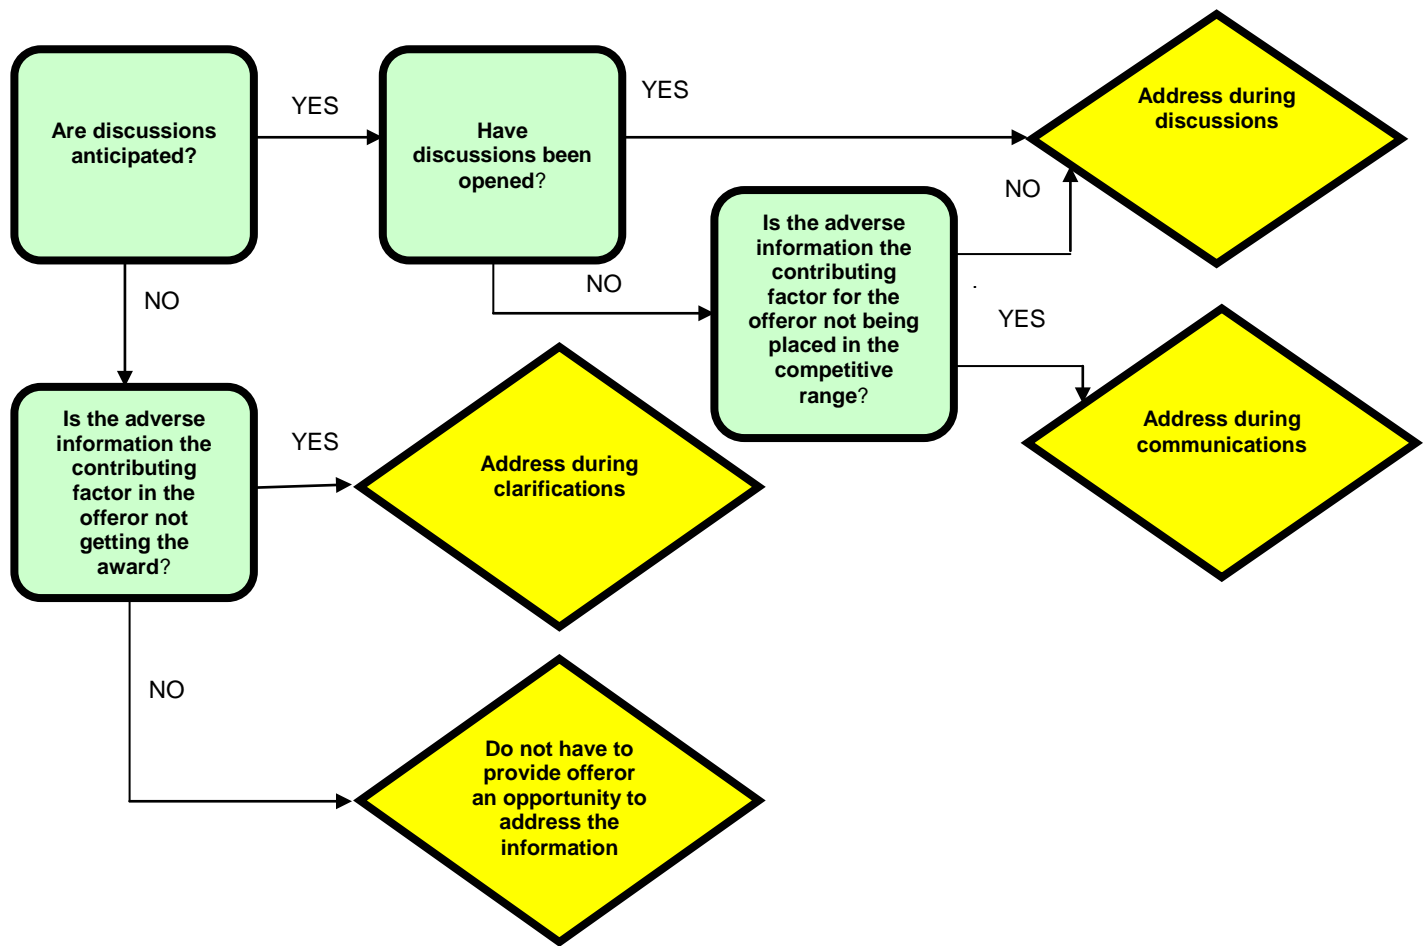 Are discussions
anticipated?
YES
Have
discussions been
opened?
YES
Address during
discussions
NO
Is the adverse
information the
contributing
factor for the
offeror not being
placed in the
competitive
range?
NO
.
YES
Address during
communications
NO
Is the adverse
information the
contributing
factor in the
offeror not
getting the
award?
YES
Address during
clarifications
NO
Do not have to
provide offeror
an opportunity to
address the
information